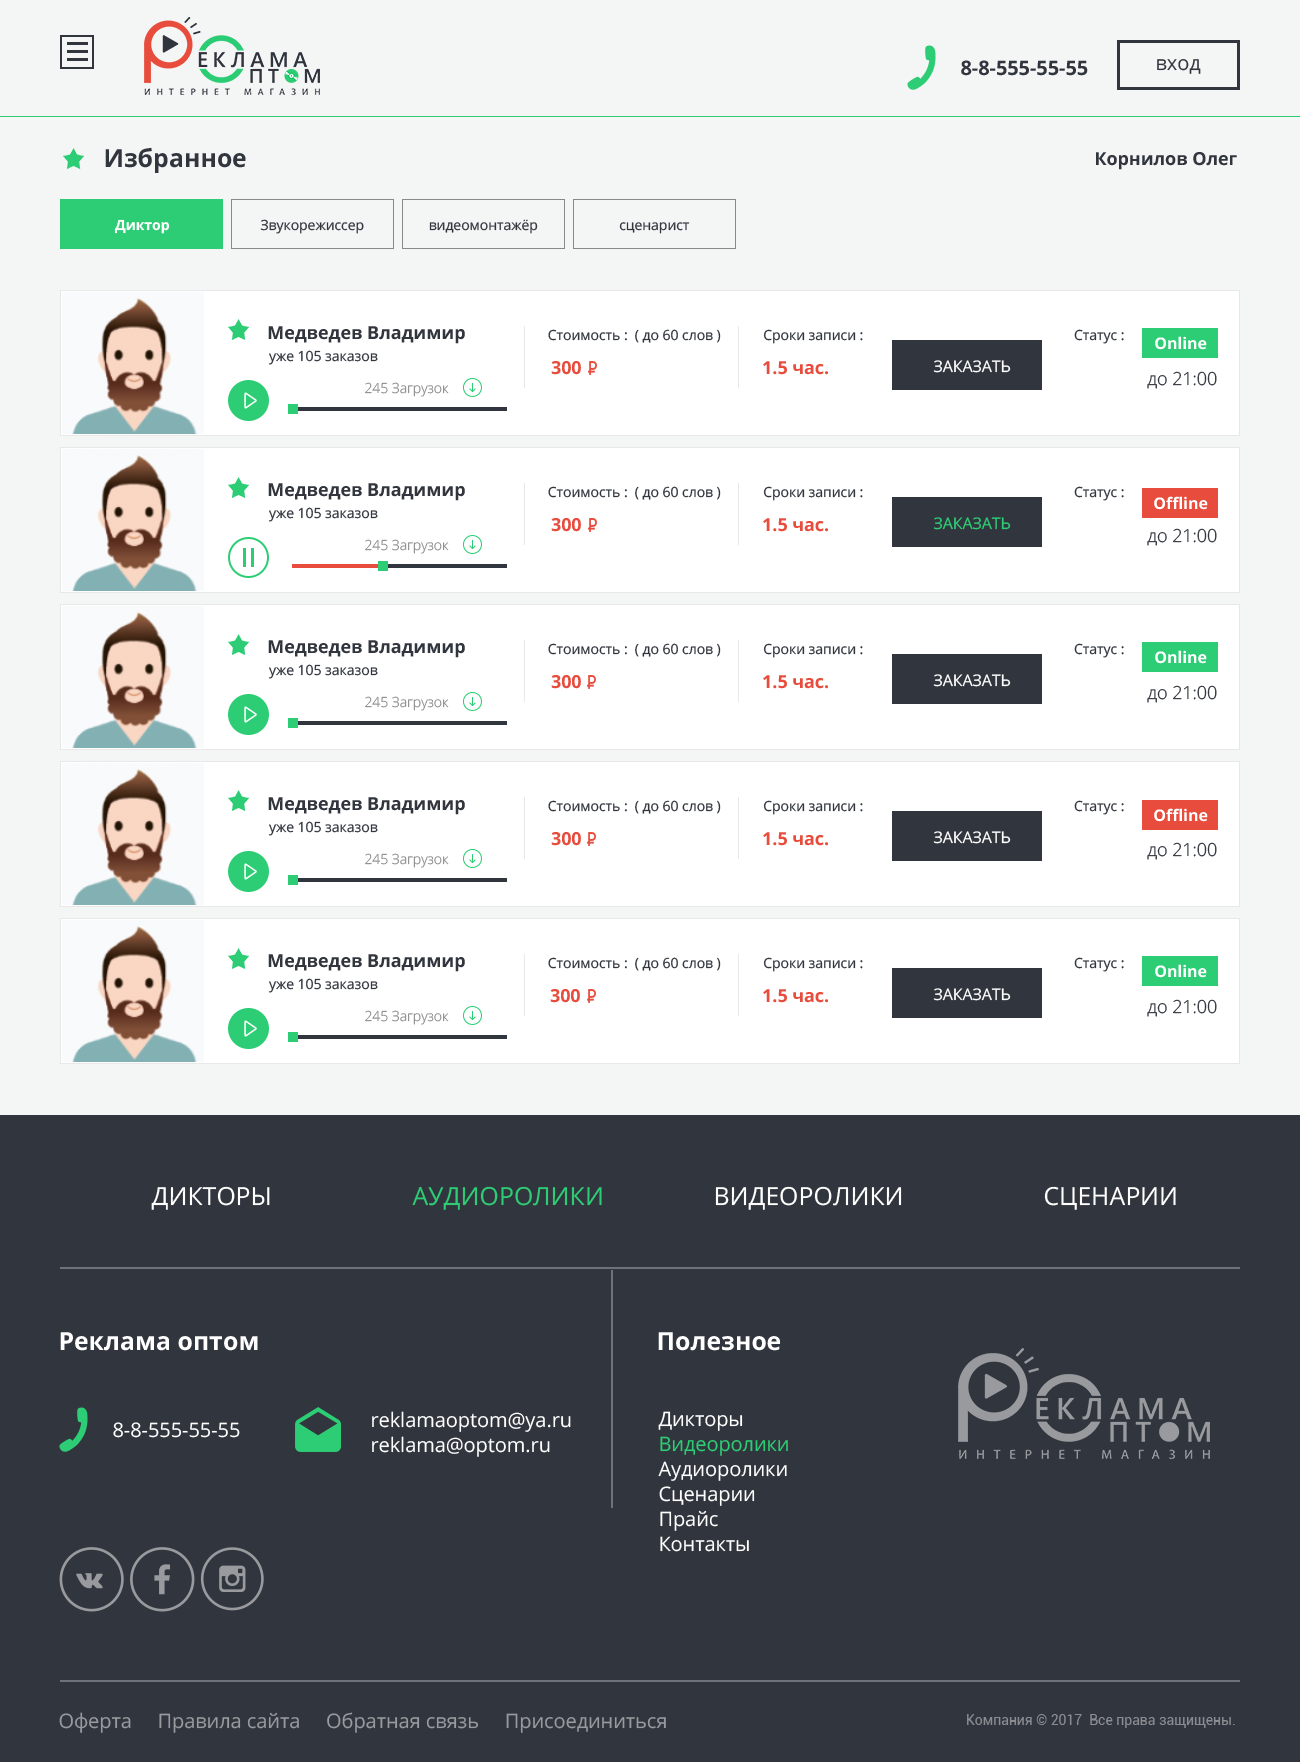 РЕКЛАМА
ОПТОМ
ИНТЕРНЕТ МАГАЗИН
8-8-555-55-55
вход
Избранное
Корнилов Олег
Диктор
Звукорежиссер
видеомонтажёр
сценарист
Медведев Владимир
уже 105 заказов
245 Загрузок
Стоимость : ( до 60 слов )
300 ₽
Сроки записи :
1.5 час.
ЗАКАЗАТЬ
Статус :
Online
до 21:00
Медведев Владимир
уже 105 заказов
245 Загрузок
Стоимость : ( до 60 слов )
300 ₽
Сроки записи :
1.5 час.
ЗАКАЗАТЬ
Статус :
Offline
до 21:00
Медведев Владимир
уже 105 заказов
245 Загрузок
Стоимость : ( до 60 слов )
300 ₽
Сроки записи :
1.5 час.
ЗАКАЗАТЬ
Статус :
Online
до 21:00
Медведев Владимир
уже 105 заказов
245 Загрузок
Стоимость : ( до 60 слов )
300 ₽
Сроки записи :
1.5 час.
ЗАКАЗАТЬ
Статус :
Offline
до 21:00
Медведев Владимир
уже 105 заказов
245 Загрузок
Стоимость : ( до 60 слов )
300 ₽
Сроки записи :
1.5 час.
ЗАКАЗАТЬ
Статус :
Online
до 21:00
ДИКТОРЫ
АУДИОРОЛИКИ
ВИДЕОРОЛИКИ
СЦЕНАРИИ
Реклама оптом
8-8-555-55-55
reklamaoptom@ya.ru
reklama@optom.ru
Полезное
Дикторы
Видеоролики
Аудиоролики
Сценарии
Прайс
Контакты
РЕКЛАМА
ОПТОМ
ИНТЕРНЕТ МАГАЗИН
Оферта
Правила сайта
Обратная связь
Присоединиться
Компания © 2017 Все права защищены.